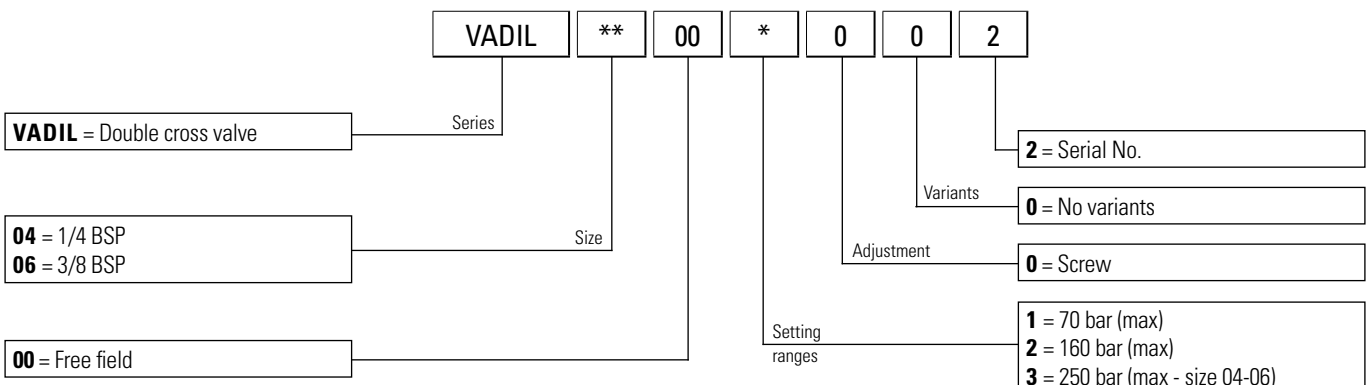 VADIL ** 00 * 0 0 2
Series
VADIL = Double cross valve
2 = Serial No.
Variants
0 = No variants
04 = 1/4 BSP
06 = 3/8 BSP
Size
Adjustment
0 = Screw
Setting
ranges
1 = 70 bar (max)
2 = 160 bar (max)
3 = 250 bar (max - size 04-06)
00 = Free field